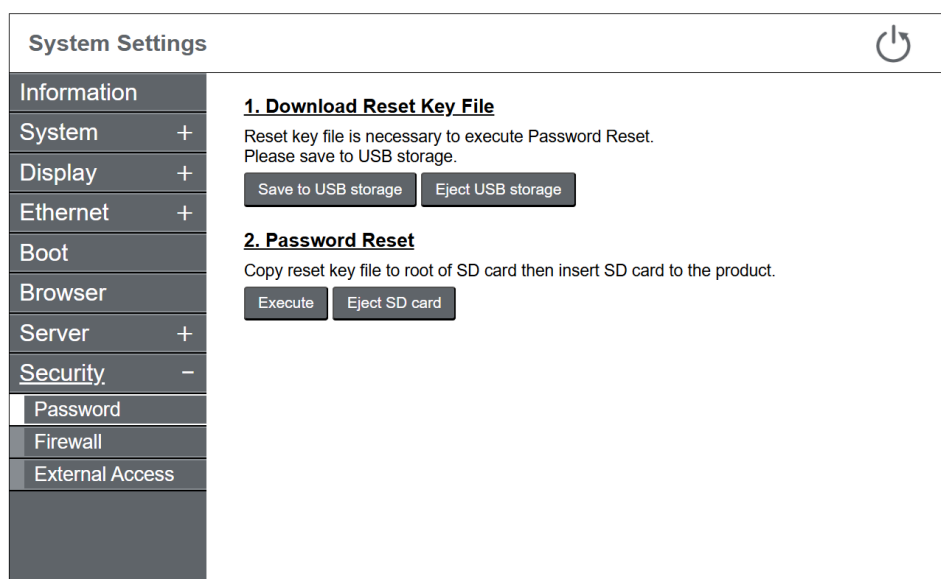 System Settings
Information
System +
Display +
Ethernet +
Boot
Browser
Server +
Security −
Password
Firewall
External Access
1. Download Reset Key File
Reset key file is necessary to execute Password Reset.
Please save to USB storage.
Save to USB storage Eject USB storage
2. Password Reset
Copy reset key file to root of SD card then insert SD card to the product.
Execute Eject SD card